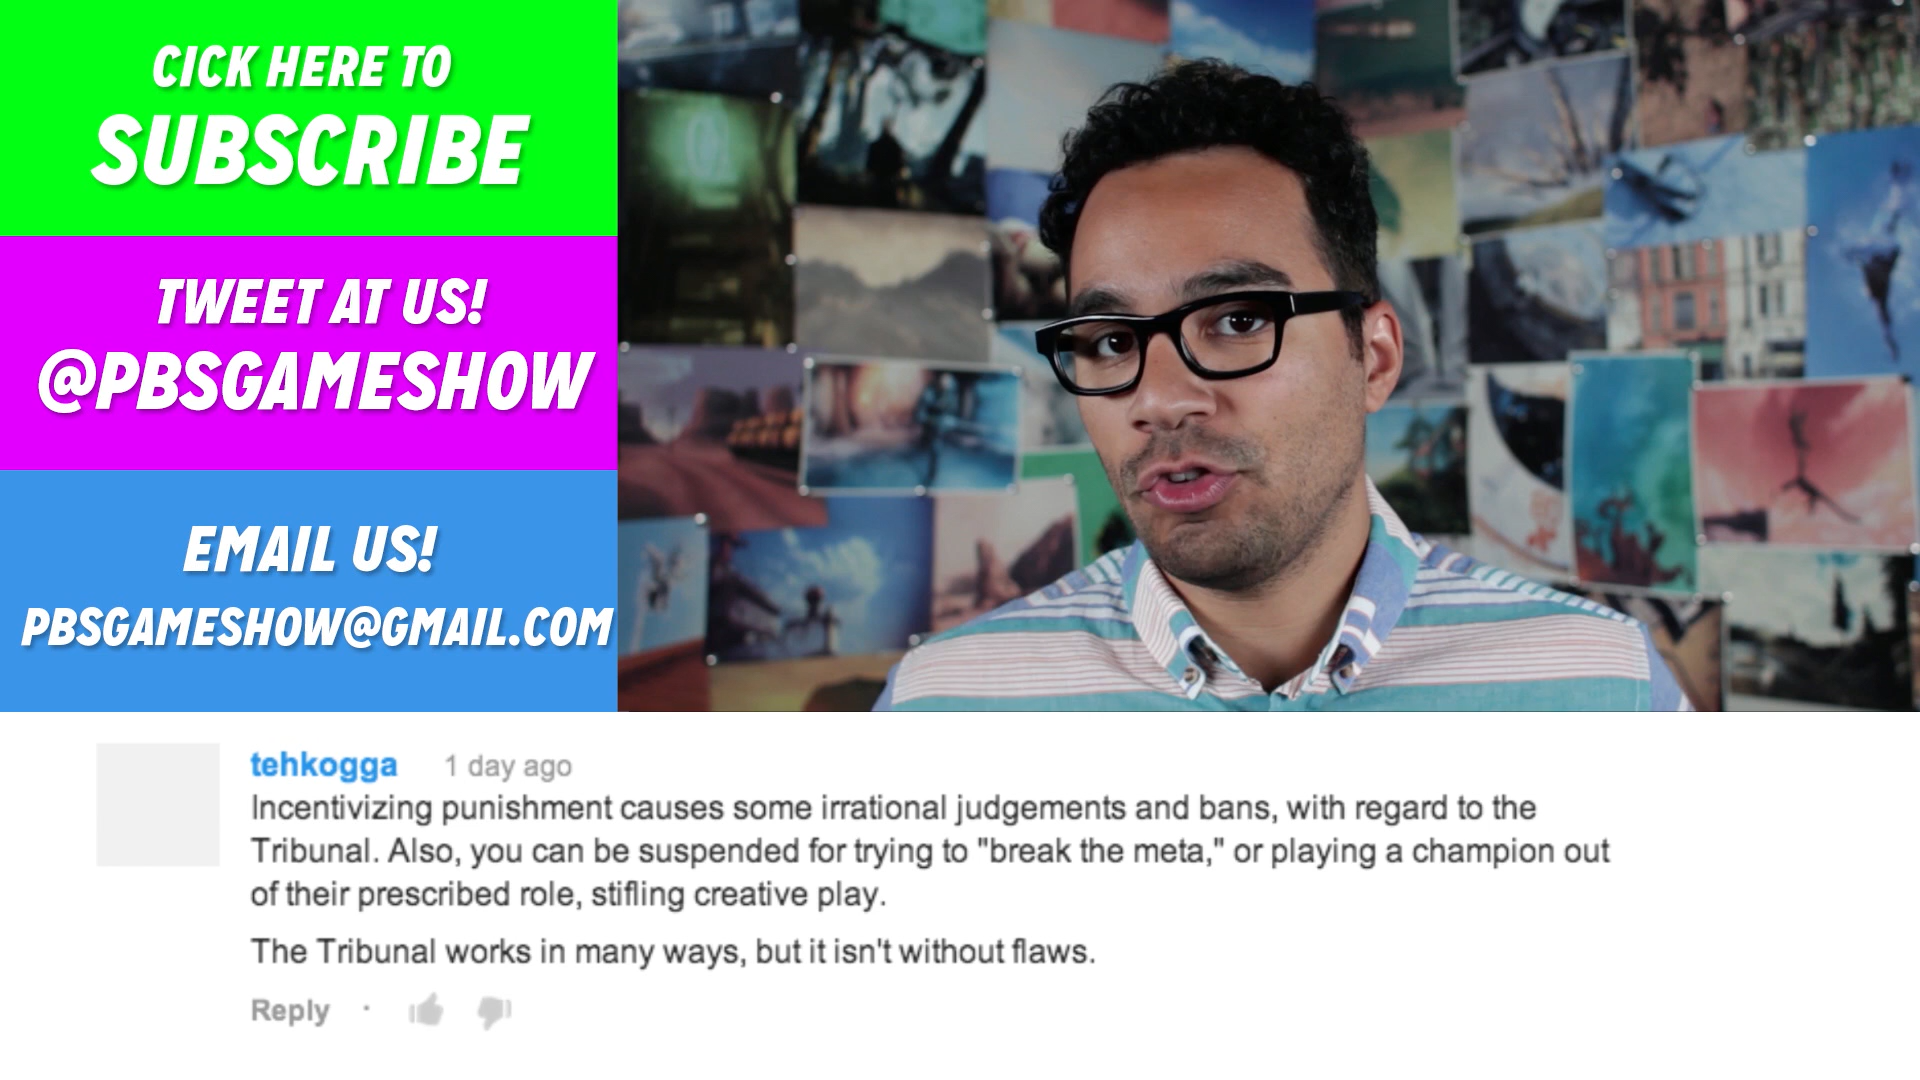 CICK HERE TO
SUBSCRIBE
TWEET AT US!
@PBSGAMESHOW
EMAIL US!
PBSGAMESHOW@GMAIL.COM
tehkogga 1 day ago
Incentivizing punishment causes some irrational judgements and bans, with regard to the
Tribunal. Also, you can be suspended for trying to "break the meta," or playing a champion out
of their prescribed role, stifling creative play.
The Tribunal works in many ways, but it isn't without flaws.
Reply ·